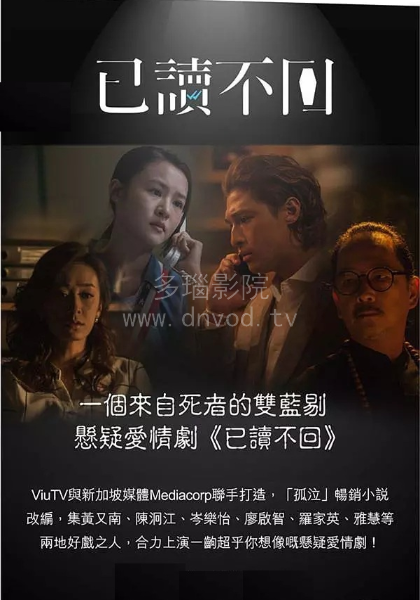 已讀不回
多瑙影院
www.dnvod.tv
一個來自死者的雙藍剔
懸疑愛情劇《已讀不回》
ViuTV與新加坡媒體Mediacorp聯手打造，「孤泣」暢銷小說
改編，集黃又南、陳泂江、岑樂怡、廖啟智、羅家英、雅慧等
兩地好戲之人，合力上演一齣超乎你想像嘅懸疑愛情劇！